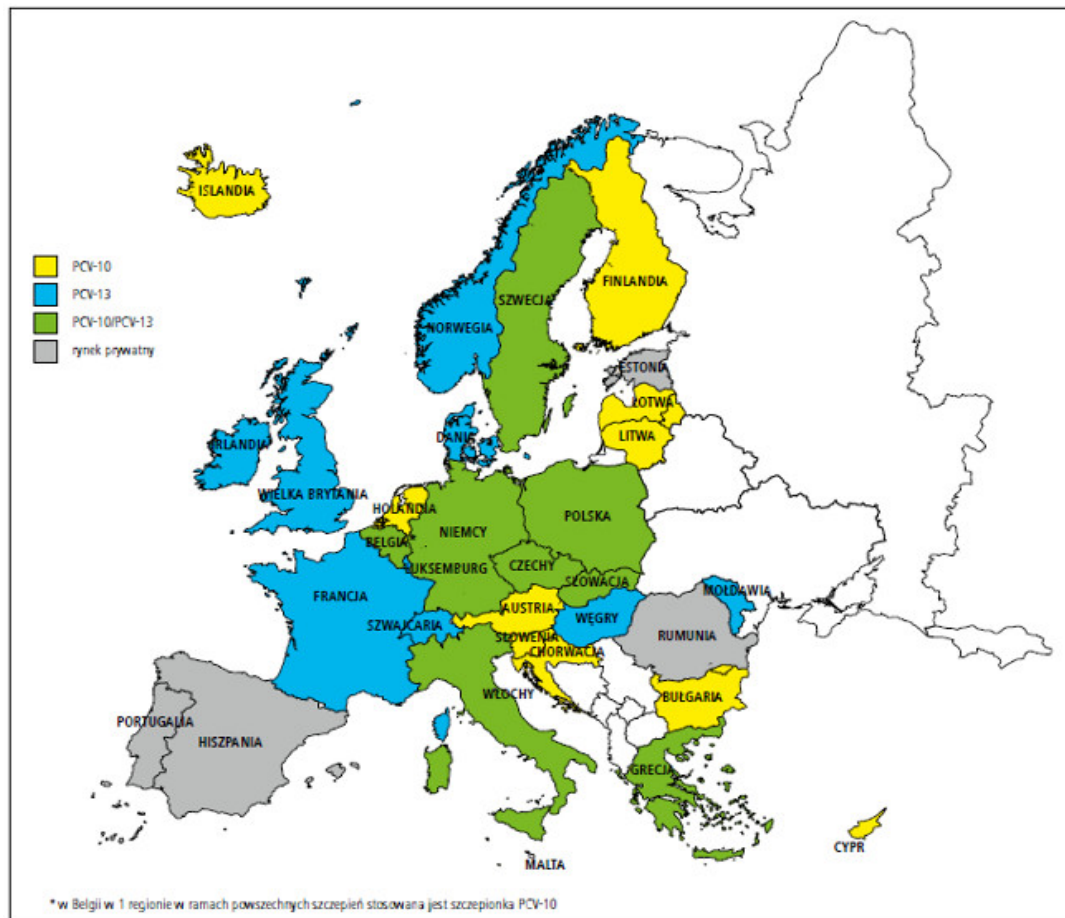 ISLANDIA
PCV-10
PCV-13
PCV-10/PCV-13
rynek prywatny
FINLANDIA
SZWECJA
NORWEGIA
ESTONIA
ŁOTWA
LITWA
DANIA
IRLANDIA
WIELKA BRYTANIA
HOLANDIA
BELGIA
NIEMCY
POLSKA
LUKSEMBURG
CZECHY
SŁOWACJA
FRANCJA
SZWAJCARIA
AUSTRIA
WĘGRY
MOŁDAWIA
SŁOWENIA
CHORWACJA
RUMUNIA
WŁOCHY
BUŁGARIA
PORTUGALIA
HISZPANIA
GRECJA
MALTA
CYPR
* w Belgii w 1 regionie w ramach powszechnych szczepień stosowana jest szczepionka PCV-10